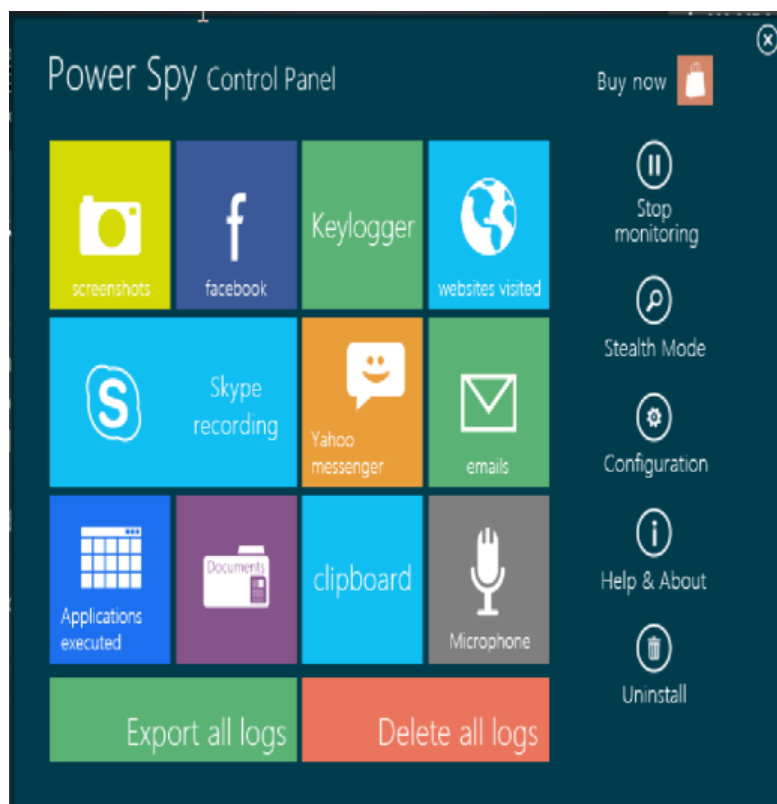 Power Spy Control Panel
Buy now
screenshots
facebook
Keylogger
websites visited
Stop
monitoring
Stealth Mode
Skype
recording
Yahoo
messenger
emails
Configuration
Applications
executed
Documents
clipboard
Microphone
Help & About
Uninstall
Export all logs
Delete all logs